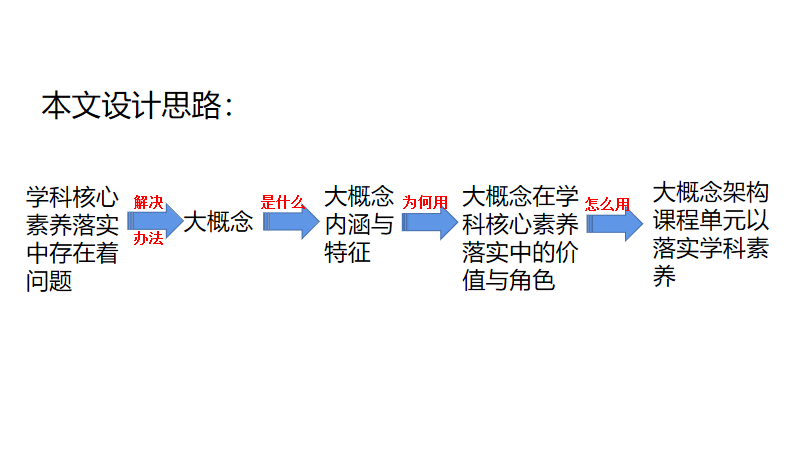 本文设计思路：
学科核心
素养落实
中存在着
问题
解决
办法
大概念
是什么
大概念
内涵与
特征
为何用
大概念在学
科核心素养
落实中的价
值与角色
怎么用
大概念架构
课程单元以
落实学科素
养